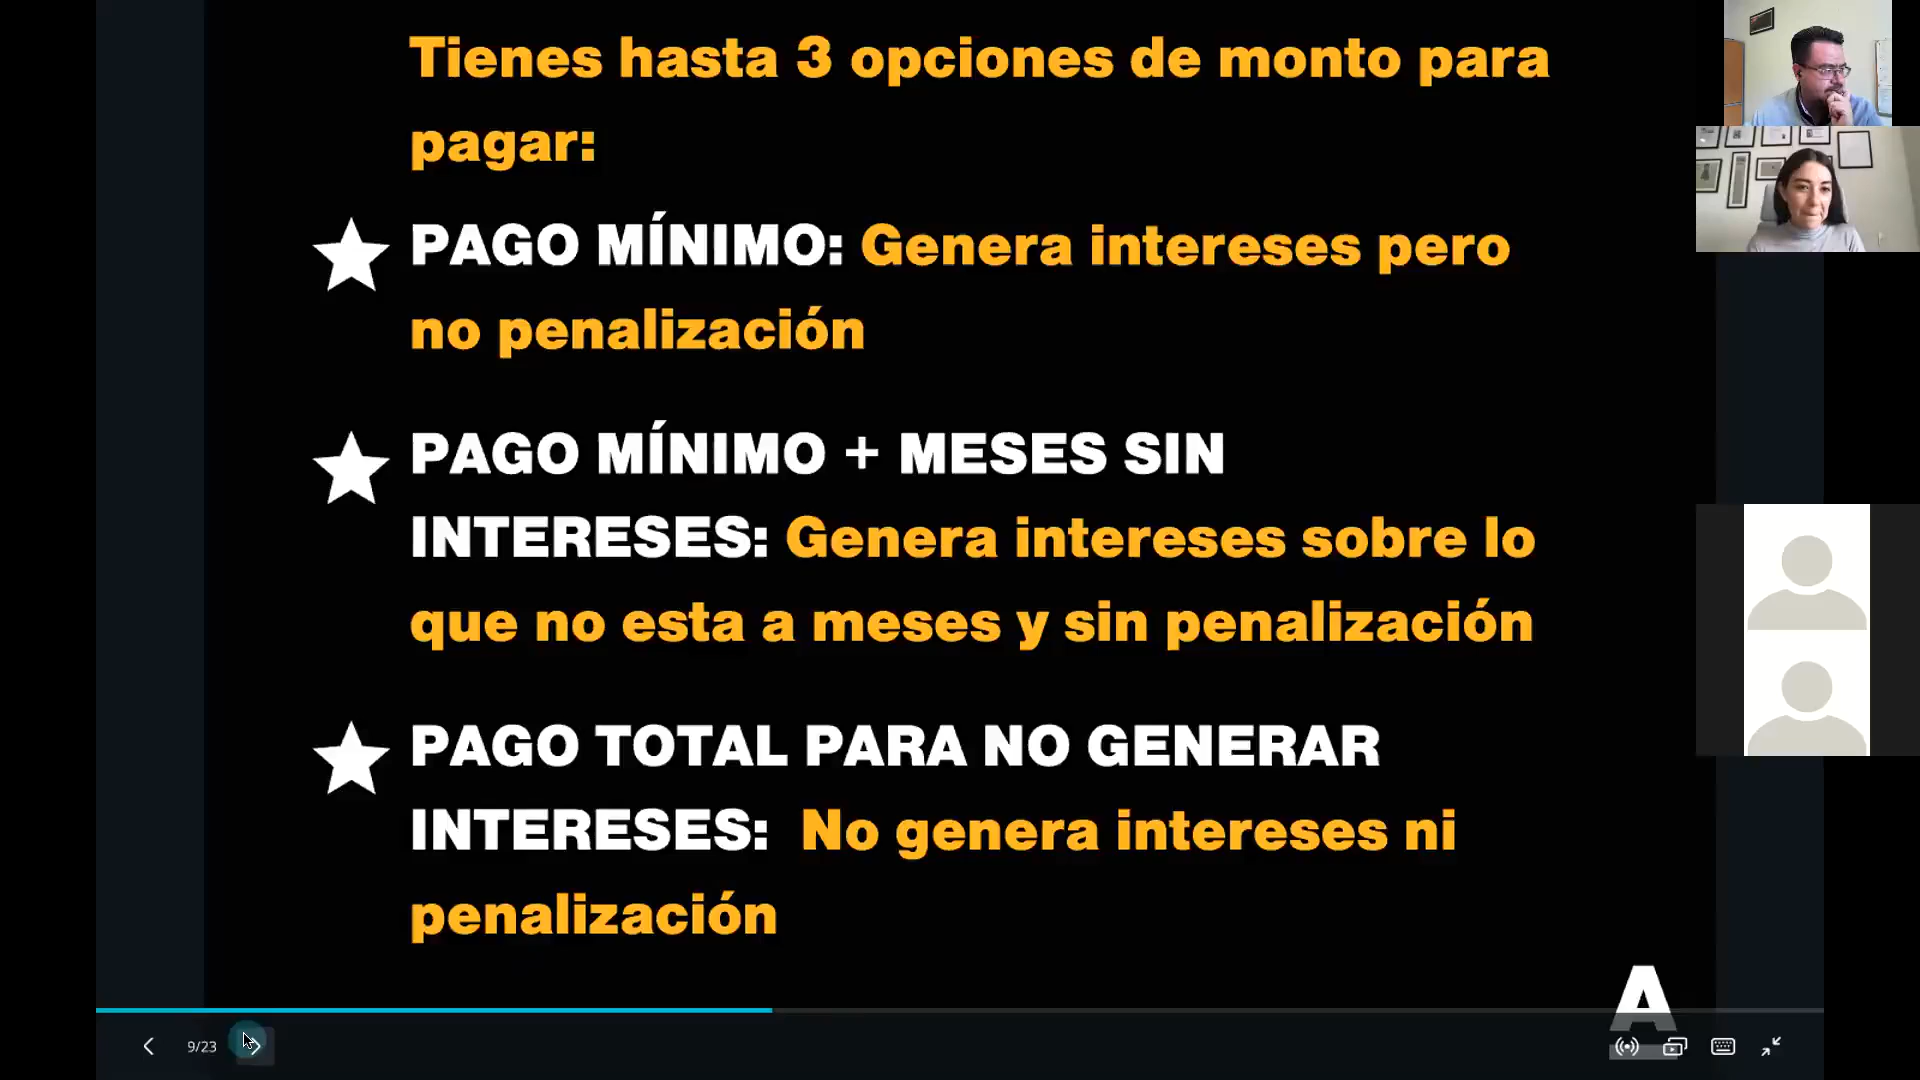 Tienes hasta 3 opciones de monto para
pagar:
PAGO MÍNIMO: Genera intereses pero
no penalización
PAGO MÍNIMO + MESES SIN
INTERESES: Genera intereses sobre lo
que no esta a meses y sin penalización
PAGO TOTAL PARA NO GENERAR
INTERESES: No genera intereses ni
penalización
A
9/23